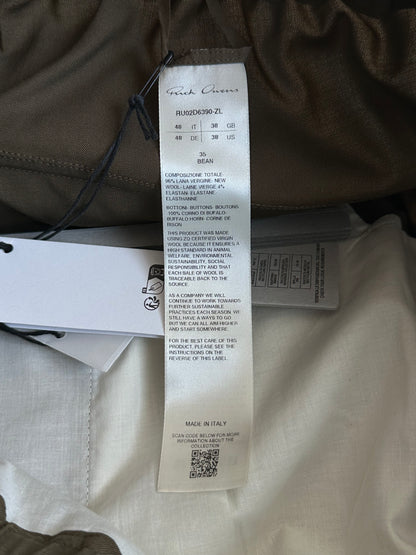 Rick Owens
RU02D6390-ZL
48 IT 38 GB
48 DE 38 US
35
BEAN
COMPOSIZIONE TOTALE:
96% LANA VERGINE- NEW
WOOL-LAINE VIERGE 4%
ELASTAN- ELASTANE-
ELASTHANNE
BOTTONI- BUTTONS- BOUTONS
100% CORNO DI BUFALO-
BUFFALO HORN- CORNE DE
BISON
THIS PRODUCT WAS MADE
USING ZQ CERTIFIED VIRGIN
WOOL BECAUSE IT ENSURES A
HIGH STANDARD IN ANIMAL
WELFARE, ENVIRONMENTAL
SUSTAINABILITY, SOCIAL
RESPONSIBILITY AND THAT
EACH BALE OF WOOL IS
TRACEABLE BACK TO THE
SOURCE.
AS A COMPANY WE WILL
CONTINUE TO WORK TOWARDS
FURTHER SUSTAINABLE
PRACTICES EACH SEASON. WE
STILL HAVE A WAYS TO GO
BUT WE CAN ALL AIM HIGHER
AND START SOMEWHERE.
FOR THE BEST CARE OF THIS
PRODUCT, PLEASE SEE THE
INSTRUCTIONS ON THE
REVERSE OF THIS LABEL.
MADE IN ITALY
SCAN CODE BELOW FOR MORE
INFORMATION ABOUT THE
COLLECTION